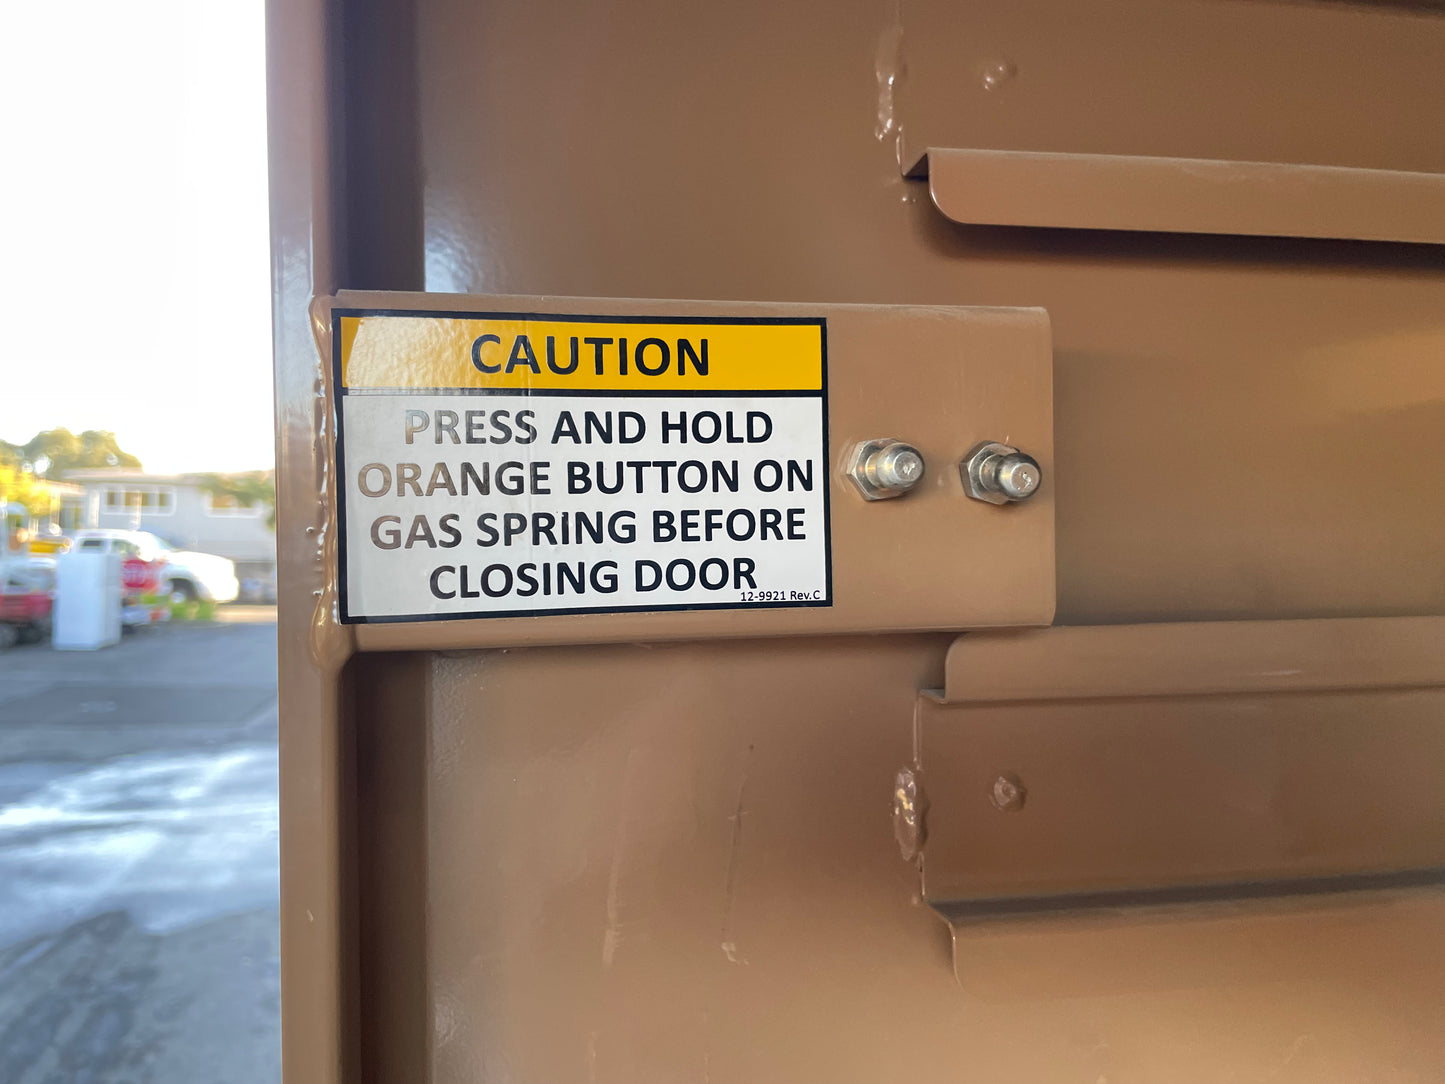 CAUTION
PRESS AND HOLD
ORANGE BUTTON ON
GAS SPRING BEFORE
CLOSING DOOR
12-9921 Rev.C